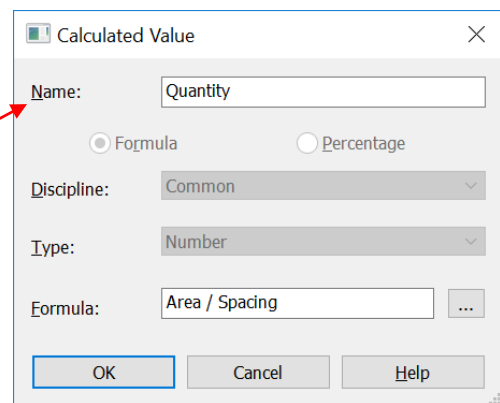 Calculated Value
Name: Quantity
Formula Percentage
Discipline: Common
Type: Number
Formula: Area / Spacing ...
OK Cancel Help